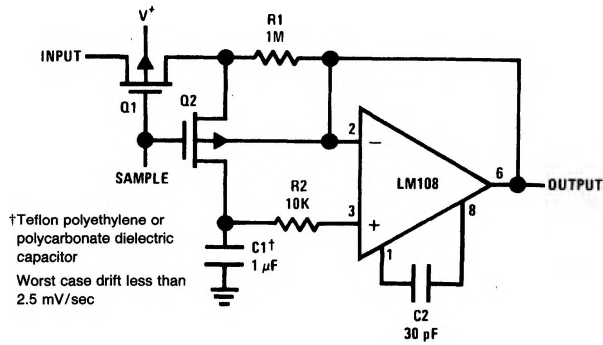 V+
R1
1M
INPUT
Q1
Q2
2
−
6
OUTPUT
LM108
8
SAMPLE
R2
10K
3
+
1
†Teflon polyethylene or
polycarbonate dielectric
capacitor
C1†
1 µF
Worst case drift less than
2.5 mV/sec
C2
30 pF